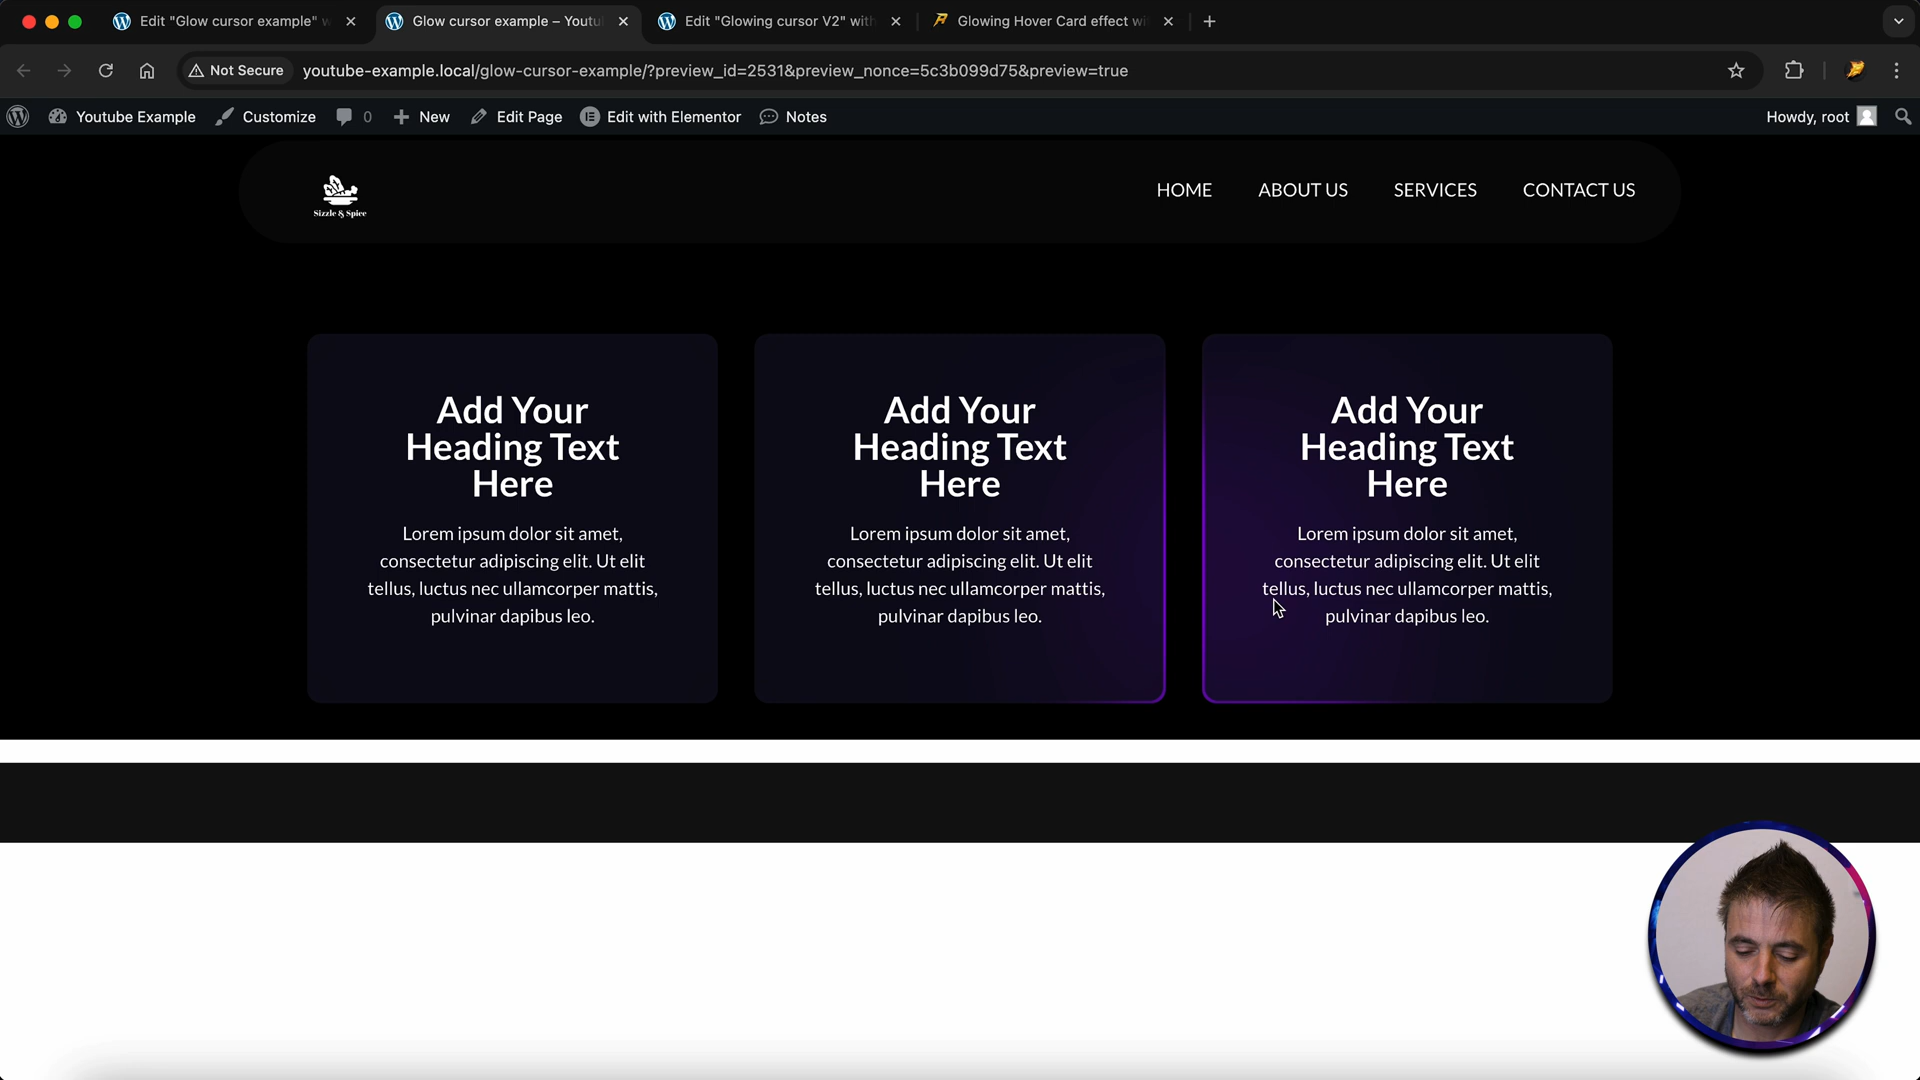 Edit "Glow cursor example" w
Glow cursor example – Youtu
Edit "Glowing cursor V2" with
Glowing Hover Card effect wi
Not Secure
youtube-example.local/glow-cursor-example/?preview_id=2531&preview_nonce=5c3b099d75&preview=true
Youtube Example
Customize
0
New
Edit Page
Edit with Elementor
Notes
Howdy, root
Sizzle & Spice
HOME
ABOUT US
SERVICES
CONTACT US
Add Your
Heading Text
Here
Lorem ipsum dolor sit amet,
consectetur adipiscing elit. Ut elit
tellus, luctus nec ullamcorper mattis,
pulvinar dapibus leo.
Add Your
Heading Text
Here
Lorem ipsum dolor sit amet,
consectetur adipiscing elit. Ut elit
tellus, luctus nec ullamcorper mattis,
pulvinar dapibus leo.
Add Your
Heading Text
Here
Lorem ipsum dolor sit amet,
consectetur adipiscing elit. Ut elit
tellus, luctus nec ullamcorper mattis,
pulvinar dapibus leo.